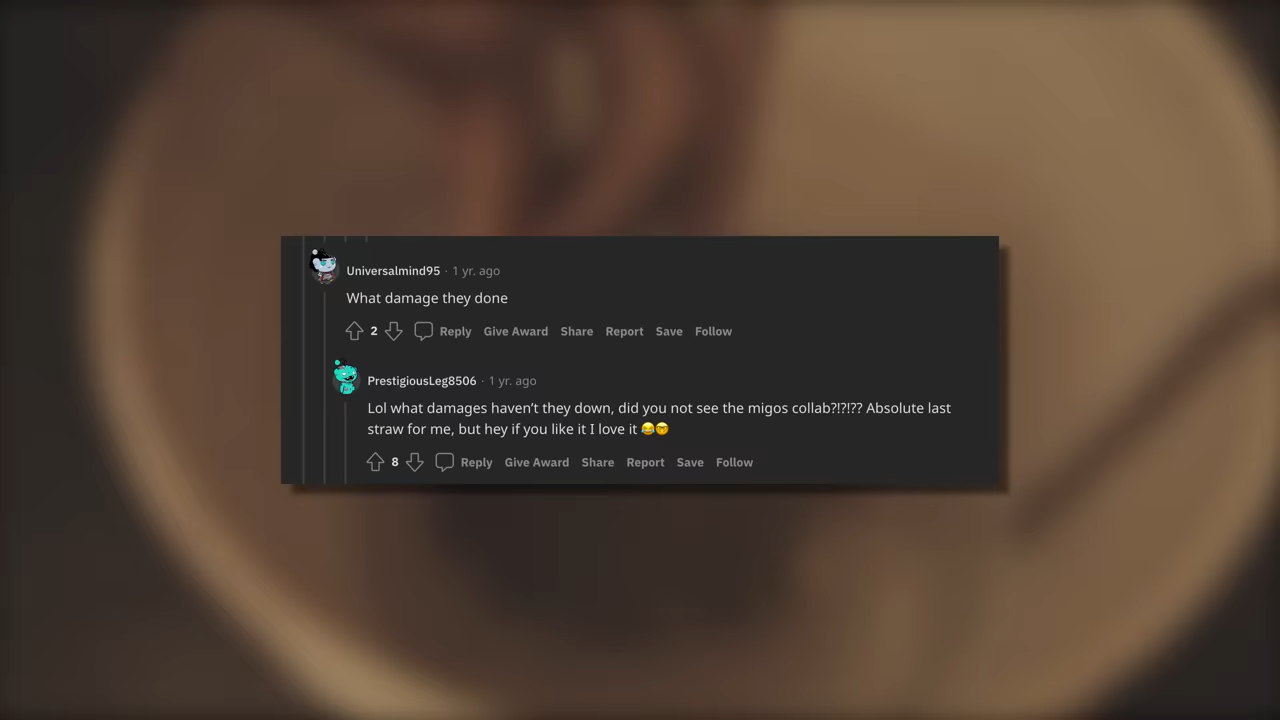 Universalmind95 · 1 yr. ago
What damage they done
2 Reply Give Award Share Report Save Follow
PrestigiousLeg8506 · 1 yr. ago
Lol what damages haven't they down, did you not see the migos collab?!?!?? Absolute last
straw for me, but hey if you like it I love it 😂🤓
8 Reply Give Award Share Report Save Follow